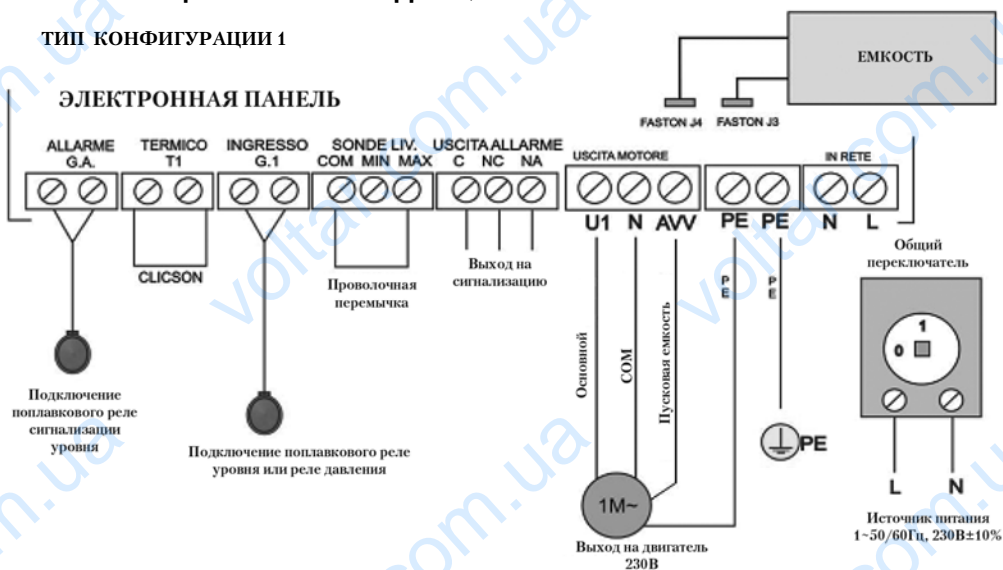 ТИП КОНФИГУРАЦИИ 1
ЕМКОСТЬ
ЭЛЕКТРОННАЯ ПАНЕЛЬ
FASTON J4 FASTON J3
ALLARME
G.A.
TERMICO
T1
INGRESSO
G.1
SONDE LIV.
COM MIN MAX
USCITA ALLARME
C NC NA
USCITA MOTORE
IN RETE
U1 N AVV PE PE N L
CLICSON
Проволочная
перемычка
Выход на
сигнализацию
Основной
COM
Пусковая емкость
PE
PE
Общий
переключатель
1
0
Подключение
поплавкового реле
сигнализации
уровня
Подключение поплавкового реле
уровня или реле давления
PE
1M~
Выход на двигатель
230В
L N
Источник питания
1~50/60Гц, 230В±10%
voltar.com.ua